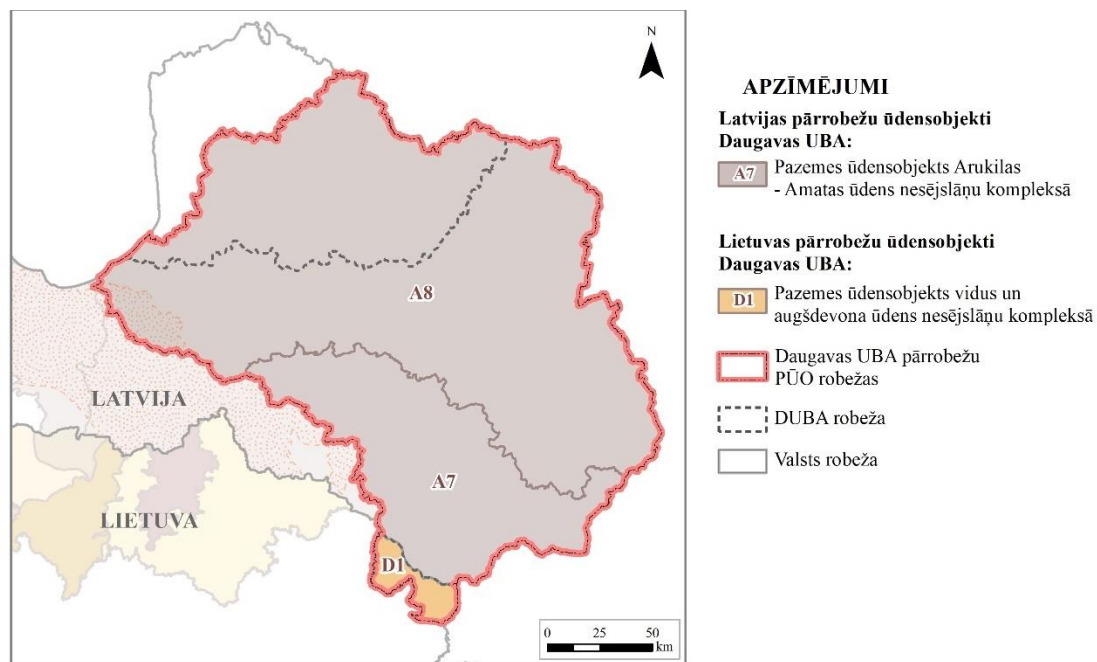 N
A8
LATVIJA
A7
LIETUVA
D1
0 25 50
km
APZĪMĒJUMI
Latvijas pārrobežu ūdensobjekti
Daugavas UBA:
A7 Pazemes ūdensobjekts Arukilas
- Amatas ūdens nesējslāņu kompleksā
Lietuvas pārrobežu ūdensobjekti
Daugavas UBA:
D1 Pazemes ūdensobjekts vidus un
augšdevona ūdens nesējslāņu kompleksā
Daugavas UBA pārrobežu
PŪO robežas
DUBA robeža
Valsts robeža